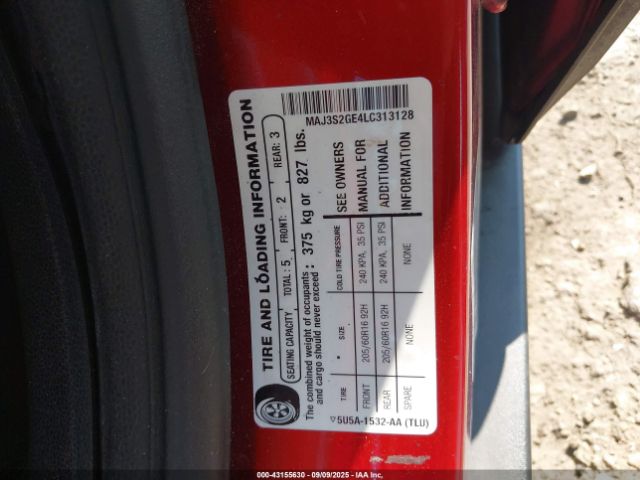 MAJ3S2GE4LC313128
TIRE AND LOADING INFORMATION
SEATING CAPACITY TOTAL: 5 FRONT: 2 REAR: 3
The combined weight of occupants and cargo should never exceed: 375 kg or 827 lbs.
TIRE SIZE COLD TIRE PRESSURE SEE OWNERS
FRONT 205/60R16 92H 240 KPA, 35 PSI MANUAL FOR
REAR 205/60R16 92H 240 KPA, 35 PSI ADDITIONAL
SPARE NONE NONE INFORMATION
5U5A-1532-AA (TLU)
000-43155630 - 09/09/2025 - IAA, Inc.